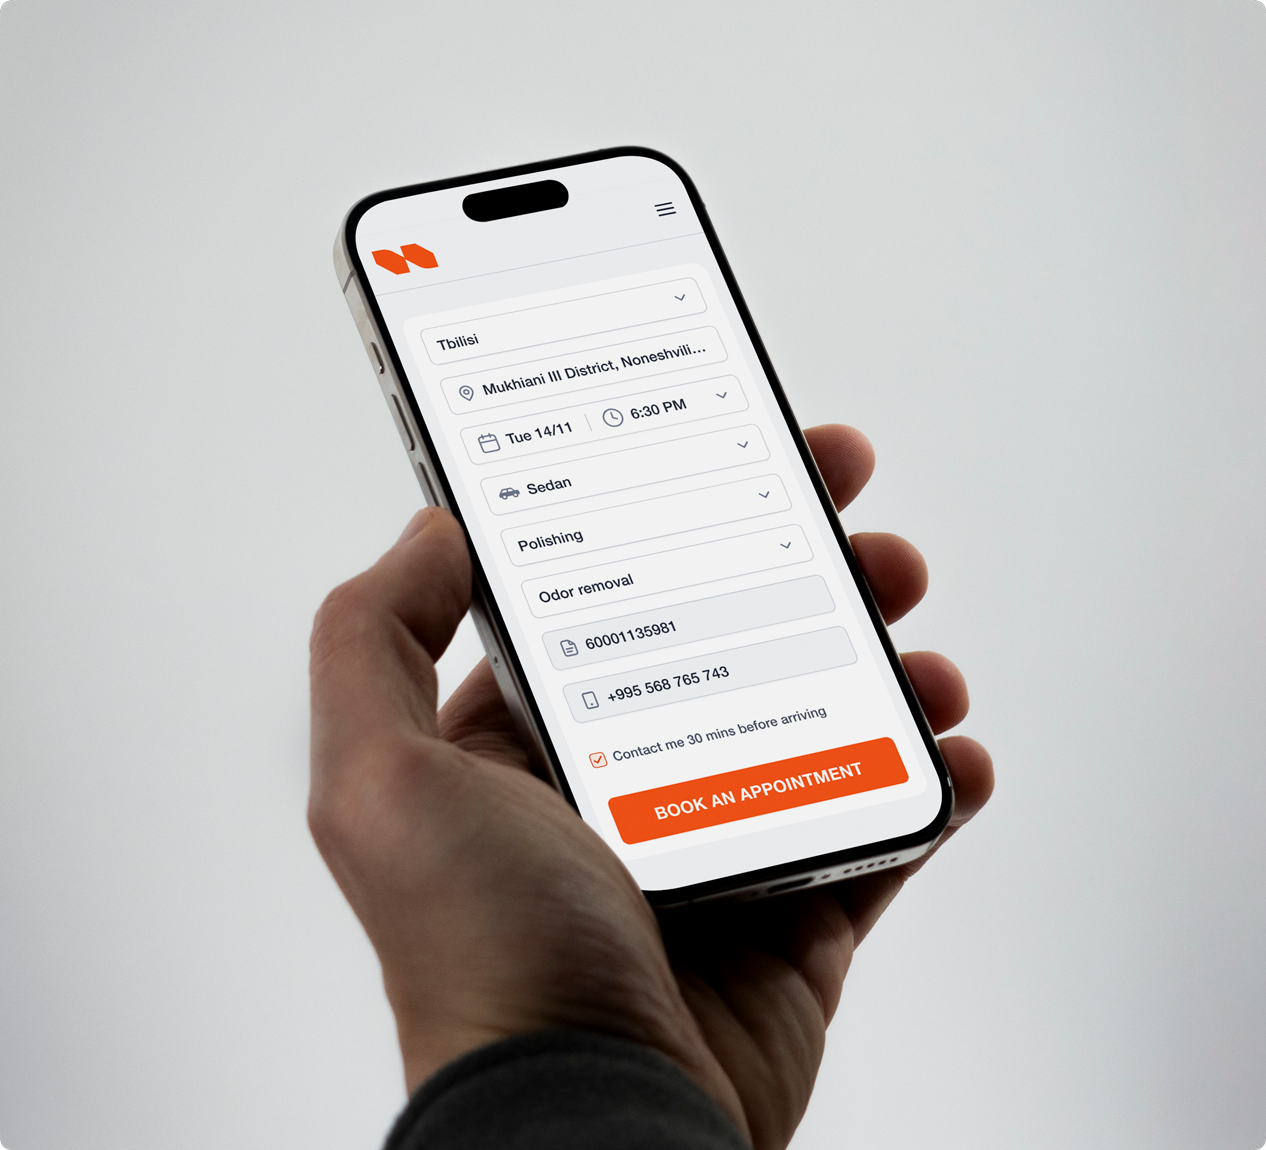 Tbilisi
Mukhiani III District, Noneshvili...
Tue 14/11 6:30 PM
Sedan
Polishing
Odor removal
60001135981
+995 568 765 743
Contact me 30 mins before arriving
BOOK AN APPOINTMENT